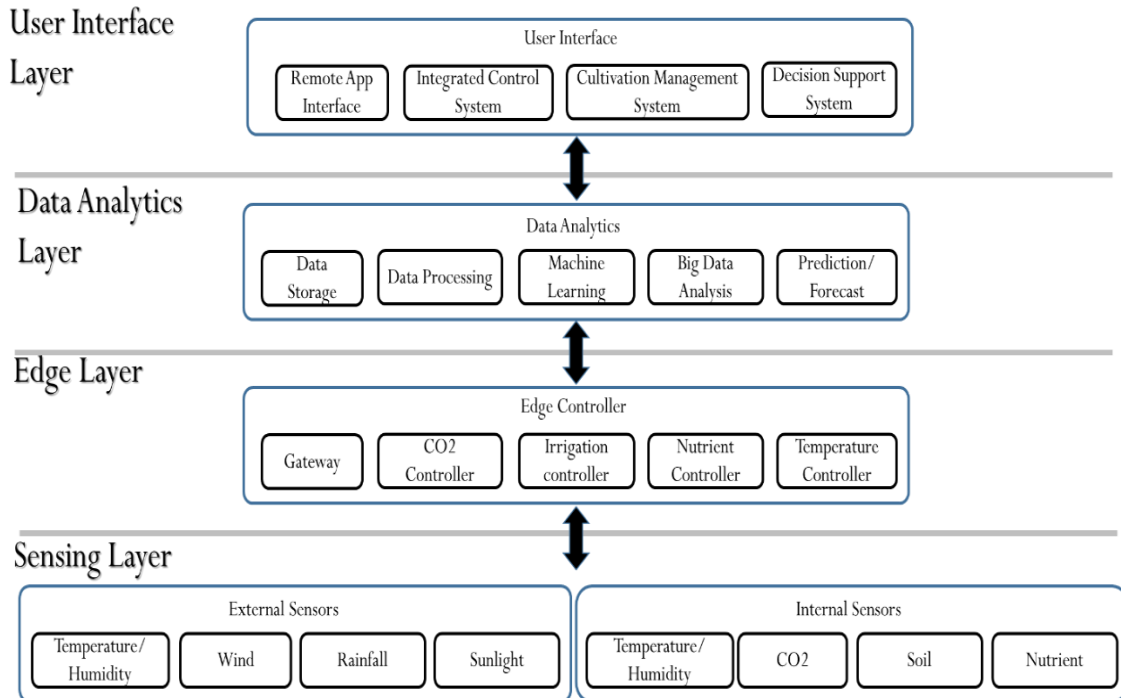 User Interface
Layer
User Interface
Remote App
Interface
Integrated Control
System
Cultivation Management
System
Decision Support
System
Data Analytics
Layer
Data Analytics
Data
Storage
Data Processing
Machine
Learning
Big Data
Analysis
Prediction/
Forecast
Edge Layer
Edge Controller
Gateway
CO2
Controller
Irrigation
controller
Nutrient
Controller
Temperature
Controller
Sensing Layer
External Sensors
Temperature/
Humidity
Wind
Rainfall
Sunlight
Internal Sensors
Temperature/
Humidity
CO2
Soil
Nutrient